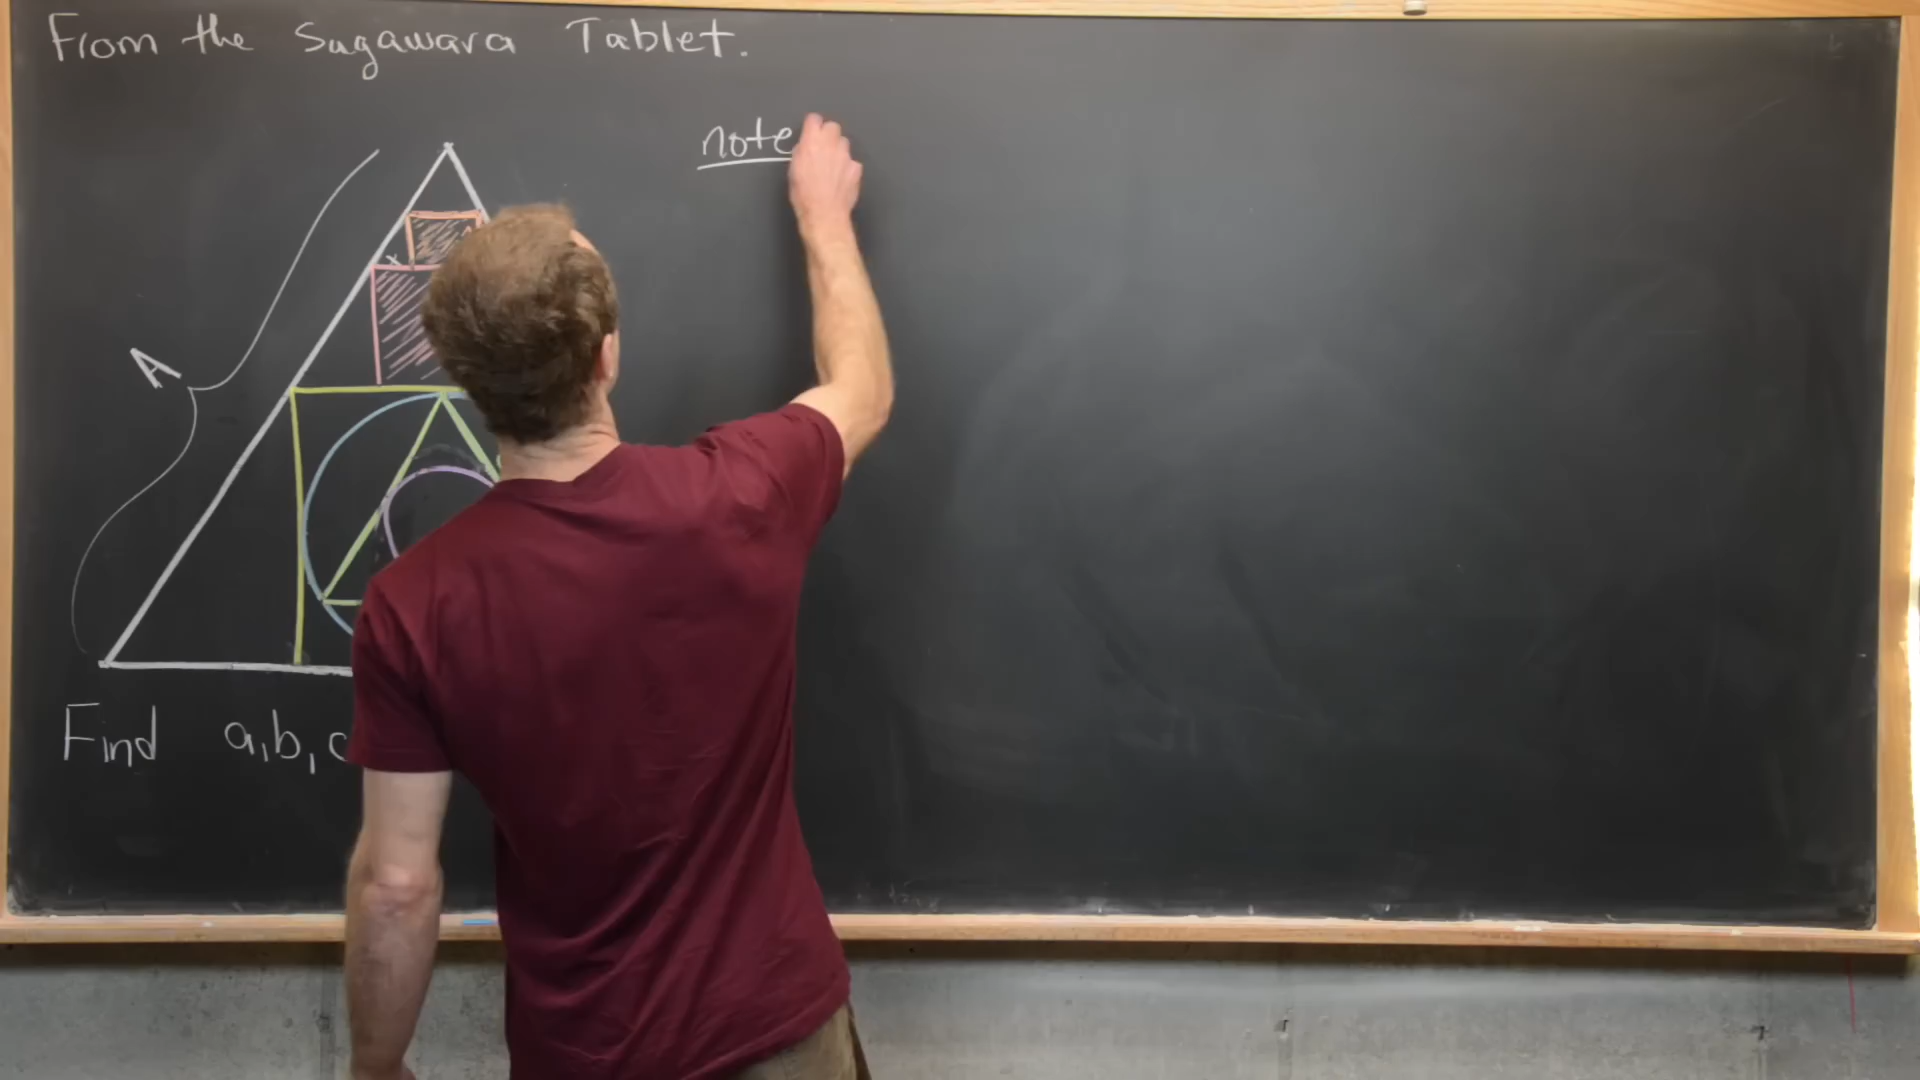 From the Sugawara Tablet.
note
A
x
Find a,b,c